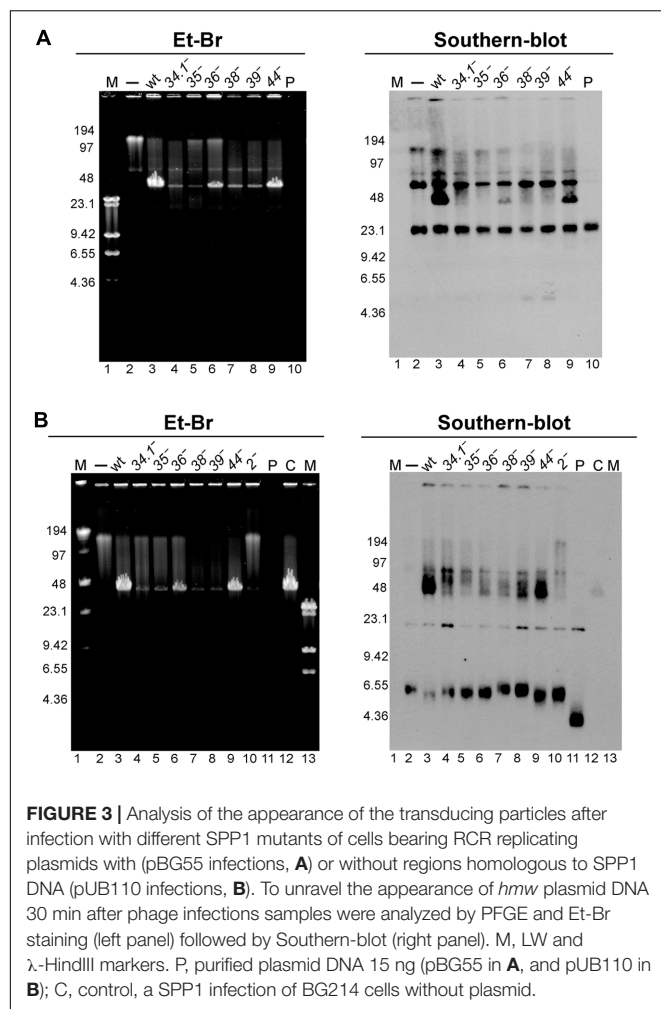 A
Et-Br
Southern-blot
M — wt 34.1⁻ 35⁻ 36⁻ 38⁻ 39⁻ 44⁻ P
M — wt 34.1⁻ 35⁻ 36⁻ 38⁻ 39⁻ 44⁻ P
194
97
48
23.1
9.42
6.55
4.36
194
97
48
23.1
9.42
6.55
4.36
1 2 3 4 5 6 7 8 9 10
1 2 3 4 5 6 7 8 9 10
B
Et-Br
Southern-blot
M — wt 34.1⁻ 35⁻ 36⁻ 38⁻ 39⁻ 44⁻ 2⁻ P C M
M — wt 34.1⁻ 35⁻ 36⁻ 38⁻ 39⁻ 44⁻ 2⁻ P C M
194
97
48
23.1
9.42
6.55
4.36
194
97
48
23.1
9.42
6.55
4.36
1 2 3 4 5 6 7 8 9 10 11 12 13
1 2 3 4 5 6 7 8 9 10 11 12 13
FIGURE 3 | Analysis of the appearance of the transducing particles after
infection with different SPP1 mutants of cells bearing RCR replicating
plasmids with (pBG55 infections, A) or without regions homologous to SPP1
DNA (pUB110 infections, B). To unravel the appearance of hmw plasmid DNA
30 min after phage infections samples were analyzed by PFGE and Et-Br
staining (left panel) followed by Southern-blot (right panel). M, LW and
λ-HindIII markers. P, purified plasmid DNA 15 ng (pBG55 in A, and pUB110 in
B); C, control, a SPP1 infection of BG214 cells without plasmid.